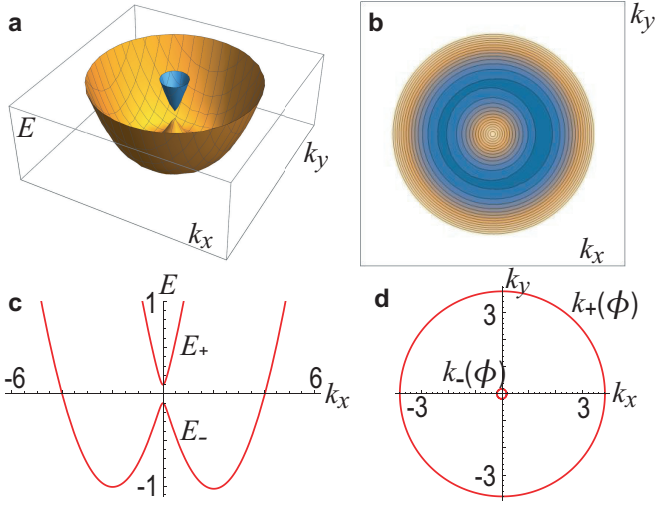 a
E
k_y
k_x
b
k_y
k_x
c
E
1
E_+
-6
6
k_x
E_-
-1
d
k_y
k_+(ϕ)
3
k_-(ϕ)
-3
3
k_x
-3